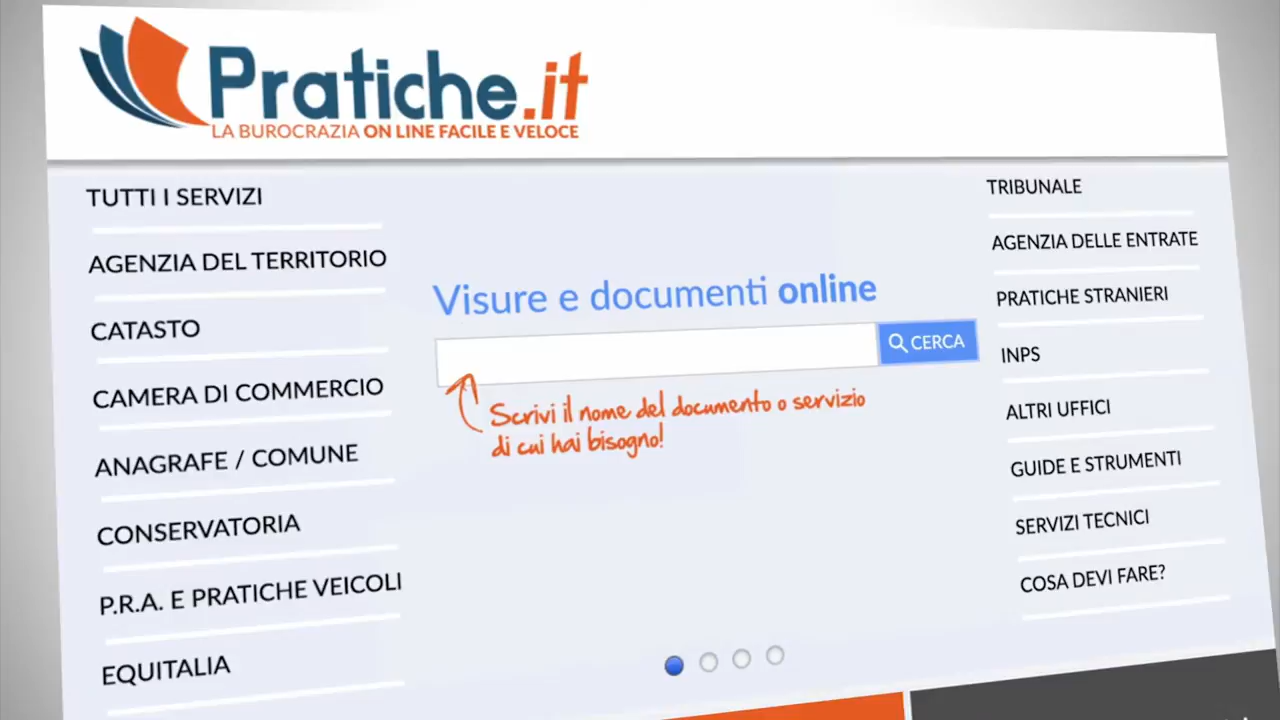 Pratiche.it
LA BUROCRAZIA ON LINE FACILE E VELOCE
TUTTI I SERVIZI
AGENZIA DEL TERRITORIO
CATASTO
CAMERA DI COMMERCIO
ANAGRAFE / COMUNE
CONSERVATORIA
P.R.A. E PRATICHE VEICOLI
EQUITALIA
Visure e documenti online
CERCA
Scrivi il nome del documento o servizio
di cui hai bisogno!
TRIBUNALE
AGENZIA DELLE ENTRATE
PRATICHE STRANIERI
INPS
ALTRI UFFICI
GUIDE E STRUMENTI
SERVIZI TECNICI
COSA DEVI FARE?